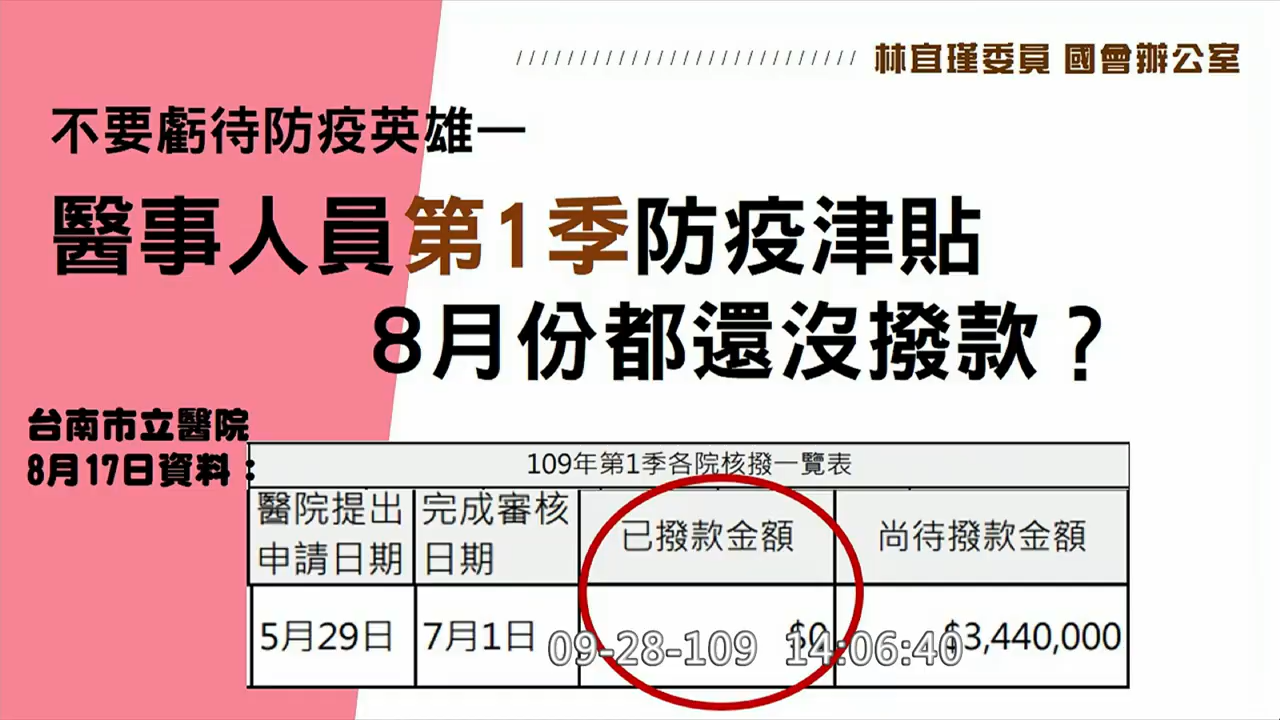 林宜瑾委員 國會辦公室
不要虧待防疫英雄—
醫事人員第1季防疫津貼
8月份都還沒撥款？
台南市立醫院
8月17日資料：
109年第1季各院核撥一覽表
醫院提出申請日期 完成審核日期 已撥款金額 尚待撥款金額
5月29日 7月1日 $0 $3,440,000
09-28-109 14:06:40